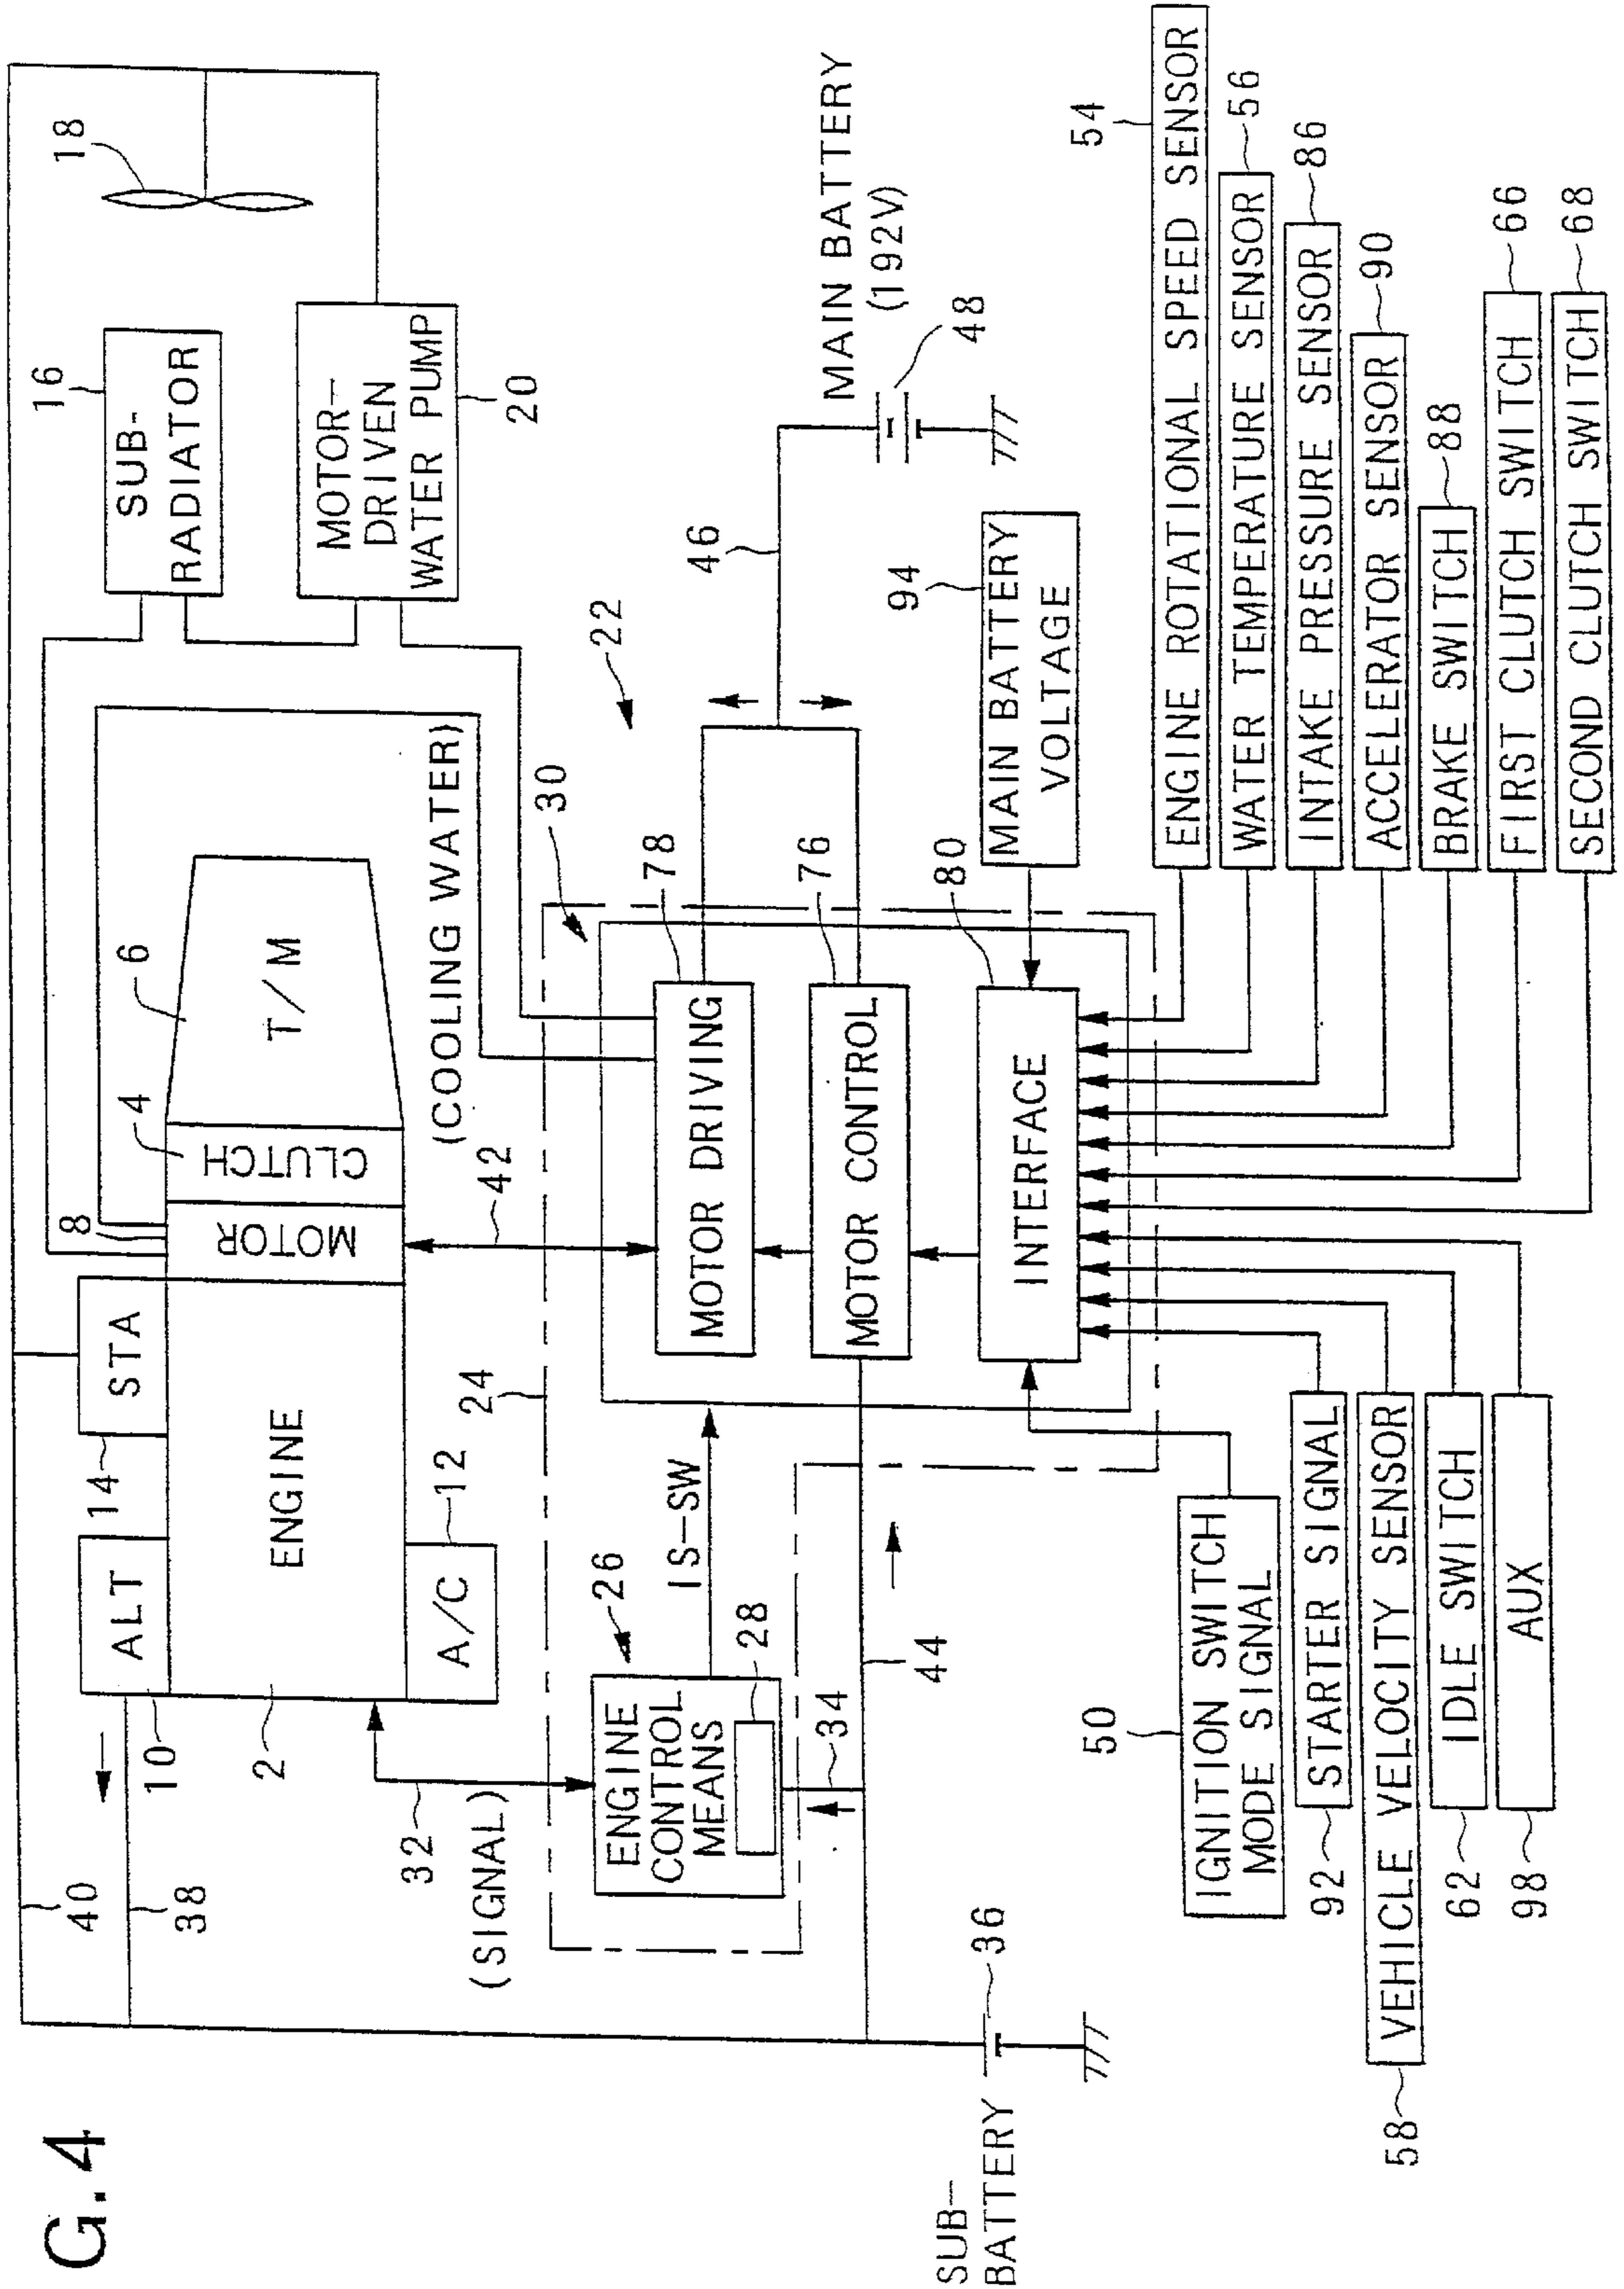 G.4
40
38
10
ALT
14
STA
8
MOTOR
4
CLUTCH
6
T/M
2
ENGINE
A/C
12
16
SUB-
RADIATOR
18
MOTOR-
DRIVEN
WATER PUMP
20
(COOLING WATER)
32
(SIGNAL)
42
24
30
22
26
ENGINE
CONTROL
MEANS
28
IS-SW
34
44
78
MOTOR DRIVING
76
MOTOR CONTROL
80
INTERFACE
46
MAIN BATTERY
(192V)
48
94
MAIN BATTERY
VOLTAGE
SUB-
BATTERY
36
50
IGNITION SWITCH
MODE SIGNAL
92
STARTER SIGNAL
58
VEHICLE VELOCITY SENSOR
62
IDLE SWITCH
98
AUX
54
ENGINE ROTATIONAL SPEED SENSOR
WATER TEMPERATURE SENSOR
56
INTAKE PRESSURE SENSOR
86
ACCELERATOR SENSOR
90
BRAKE SWITCH
88
FIRST CLUTCH SWITCH
66
SECOND CLUTCH SWITCH
68